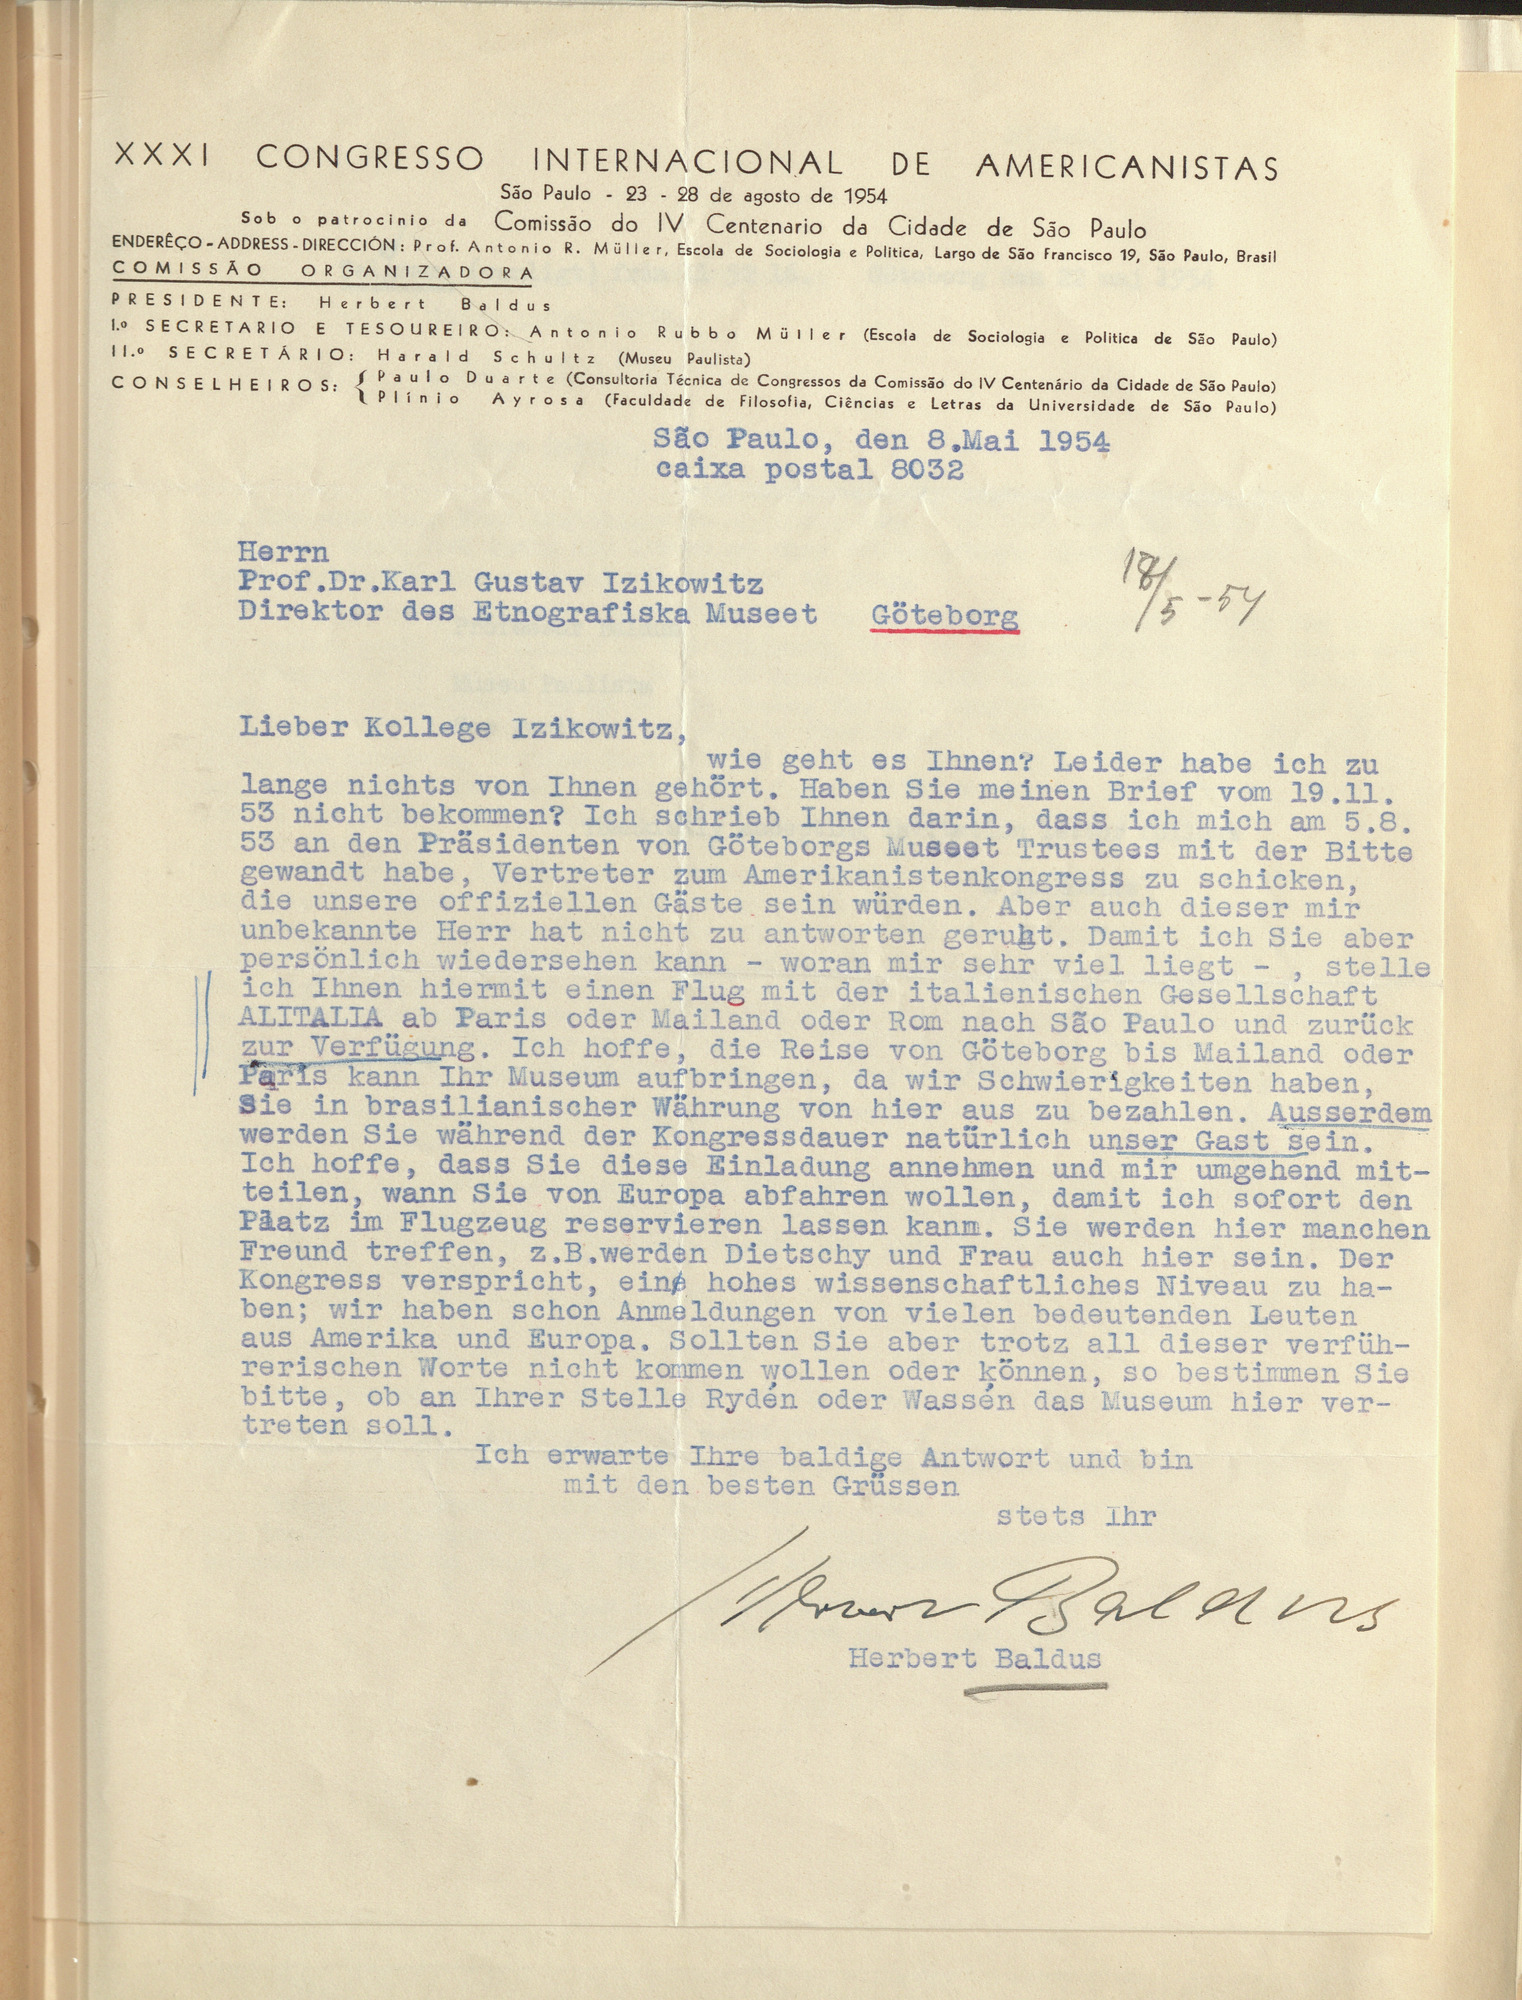 XXXI CONGRESSO INTERNACIONAL DE AMERICANISTAS
São Paulo - 23 - 28 de agosto de 1954
Sob o patrocinio da Comissão do IV Centenario da Cidade de São Paulo
ENDERÊÇO - ADDRESS - DIRECCIÓN: Prof. Antonio R. Müller, Escola de Sociologia e Politica, Largo de São Francisco 19, São Paulo, Brasil
COMISSÃO ORGANIZADORA
PRESIDENTE: Herbert Baldus
I.º SECRETARIO E TESOUREIRO: Antonio Rubbo Müller (Escola de Sociologia e Politica de São Paulo)
II.º SECRETÁRIO: Harald Schultz (Museu Paulista)
CONSELHEIROS: { Paulo Duarte (Consultoria Técnica de Congressos da Comissão do IV Centenário da Cidade de São Paulo)
Plínio Ayrosa (Faculdade de Filosofia, Ciências e Letras da Universidade de São Paulo)
São Paulo, den 8.Mai 1954
caixa postal 8032
Herrn
Prof.Dr.Karl Gustav Izikowitz
Direktor des Etnografiska Museet Göteborg
18/5-54
Lieber Kollege Izikowitz,
wie geht es Ihnen? Leider habe ich zu
lange nichts von Ihnen gehört. Haben Sie meinen Brief vom 19.11.
53 nicht bekommen? Ich schrieb Ihnen darin, dass ich mich am 5.8.
53 an den Präsidenten von Göteborgs Museet Trustees mit der Bitte
gewandt habe, Vertreter zum Amerikanistenkongress zu schicken,
die unsere offiziellen Gäste sein würden. Aber auch dieser mir
unbekannte Herr hat nicht zu antworten geruht. Damit ich Sie aber
persönlich wiedersehen kann - woran mir sehr viel liegt - , stelle
ich Ihnen hiermit einen Flug mit der italienischen Gesellschaft
ALITALIA ab Paris oder Mailand oder Rom nach São Paulo und zurück
zur Verfügung. Ich hoffe, die Reise von Göteborg bis Mailand oder
Paris kann Ihr Museum aufbringen, da wir Schwierigkeiten haben,
Sie in brasilianischer Währung von hier aus zu bezahlen. Ausserdem
werden Sie während der Kongressdauer natürlich unser Gast sein.
Ich hoffe, dass Sie diese Einladung annehmen und mir umgehend mit-
teilen, wann Sie von Europa abfahren wollen, damit ich sofort den
Platz im Flugzeug reservieren lassen kann. Sie werden hier manchen
Freund treffen, z.B.werden Dietschy und Frau auch hier sein. Der
Kongress verspricht, ein hohes wissenschaftliches Niveau zu ha-
ben; wir haben schon Anmeldungen von vielen bedeutenden Leuten
aus Amerika und Europa. Sollten Sie aber trotz all dieser verfüh-
rerischen Worte nicht kommen wollen oder können, so bestimmen Sie
bitte, ob an Ihrer Stelle Rydén oder Wassén das Museum hier ver-
treten soll.
Ich erwarte Ihre baldige Antwort und bin
mit den besten Grüssen
stets Ihr
Herbert Baldus
Herbert Baldus